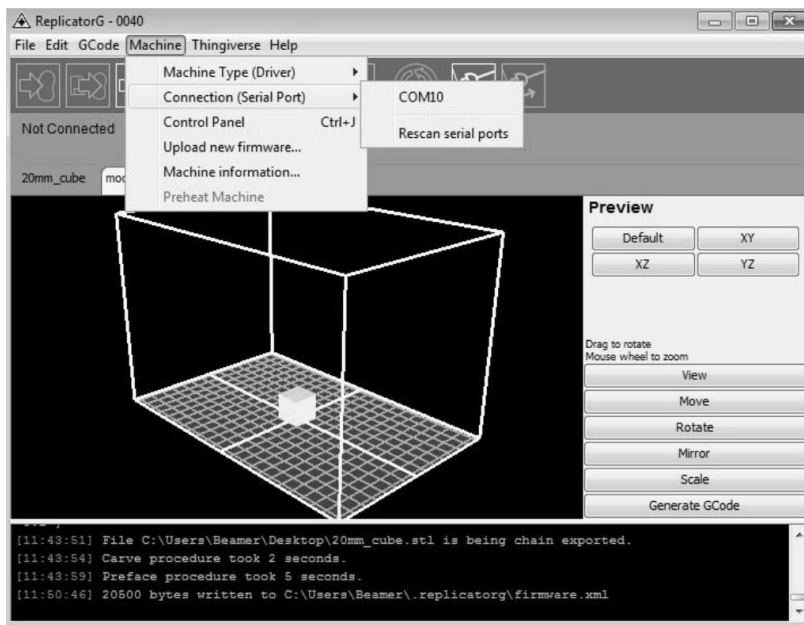 ReplicatorG - 0040
File Edit GCode Machine Thingiverse Help
Machine Type (Driver)
Connection (Serial Port)
COM10
Control Panel Ctrl+J
Rescan serial ports
Upload new firmware...
Machine information...
Preheat Machine
Not Connected
20mm_cube
Preview
Default XY
XZ YZ
Drag to rotate
Mouse wheel to zoom
View
Move
Rotate
Mirror
Scale
Generate GCode
[11:43:51] File C:\Users\Beamer\Desktop\20mm_cube.stl is being chain exported.
[11:43:54] Carve procedure took 2 seconds.
[11:43:59] Preface procedure took 5 seconds.
[11:50:46] 20500 bytes written to C:\Users\Beamer\.replicatorg\firmware.xml